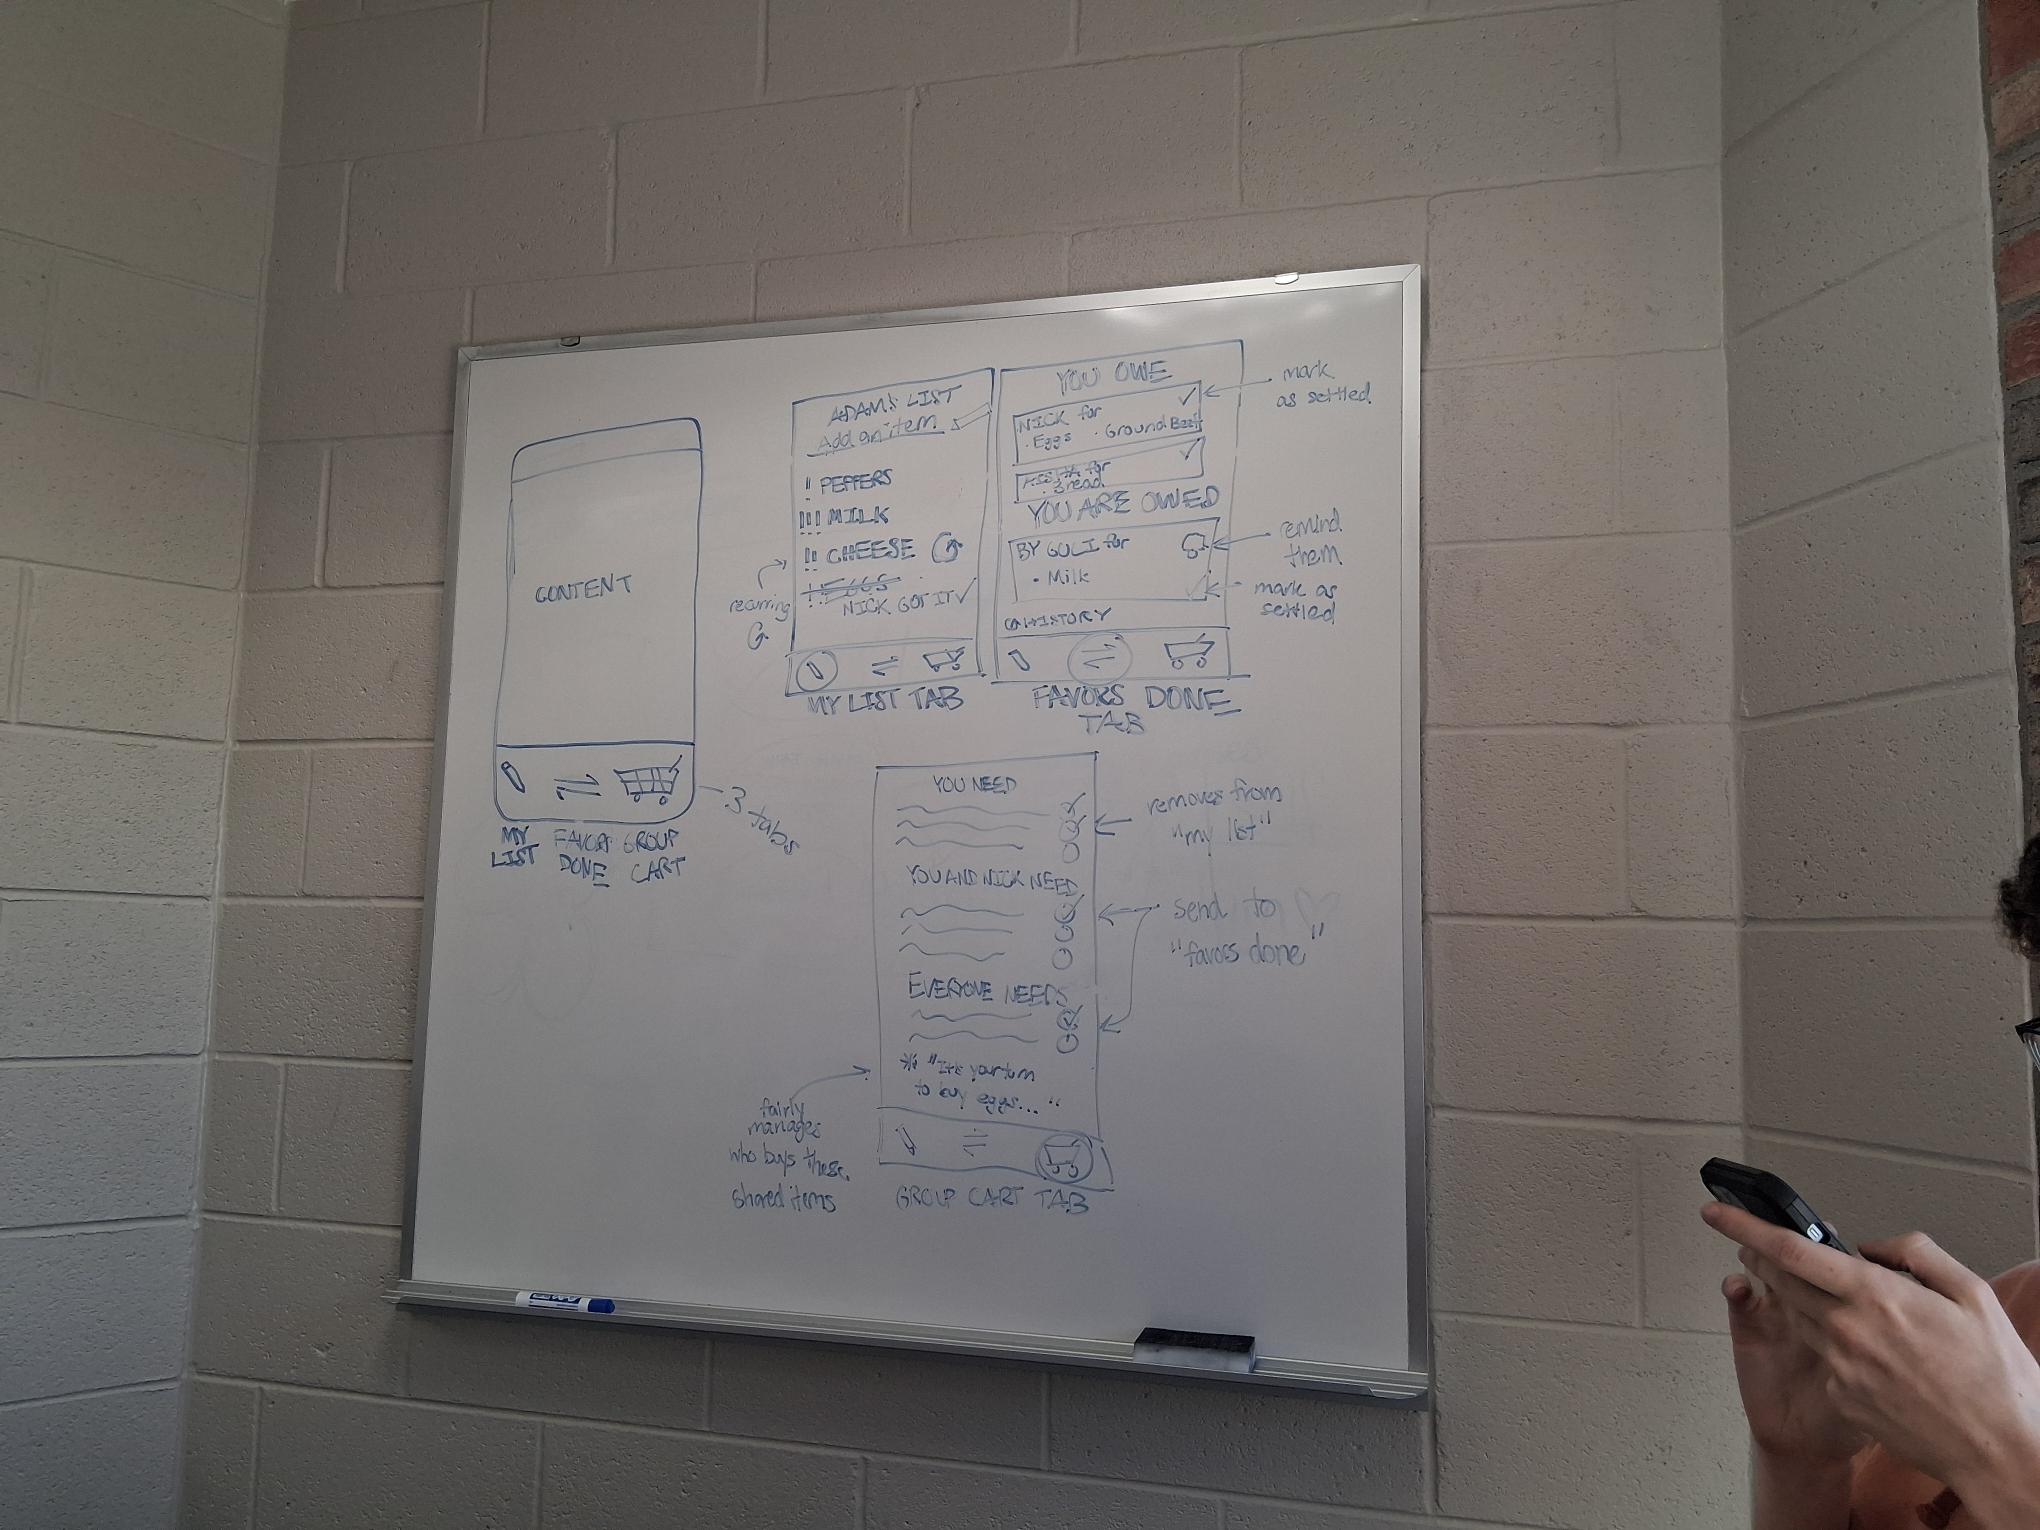 CONTENT
MY
LIST
FAVORS
DONE
GROUP
CART
3 tabs
ADAM'S LIST
Add an item
! PEPPERS
!!! MILK
!! CHEESE
NICK GOT IT ✓
recurring
MY LIST TAB
YOU OWE
NICK for
· Eggs · Ground Beef
for
· Bread
YOU ARE OWED
BY GULI for
• Milk
HISTORY
FAVORS DONE
TAB
mark
as settled
remind
them
mark as
settled
YOU NEED
YOU AND NICK NEED
EVERYONE NEEDS
* "It's your turn
to buy eggs... "
GROUP CART TAB
removes from
"my list"
send to
"favors done"
fairly
manages
who buys these
shared items